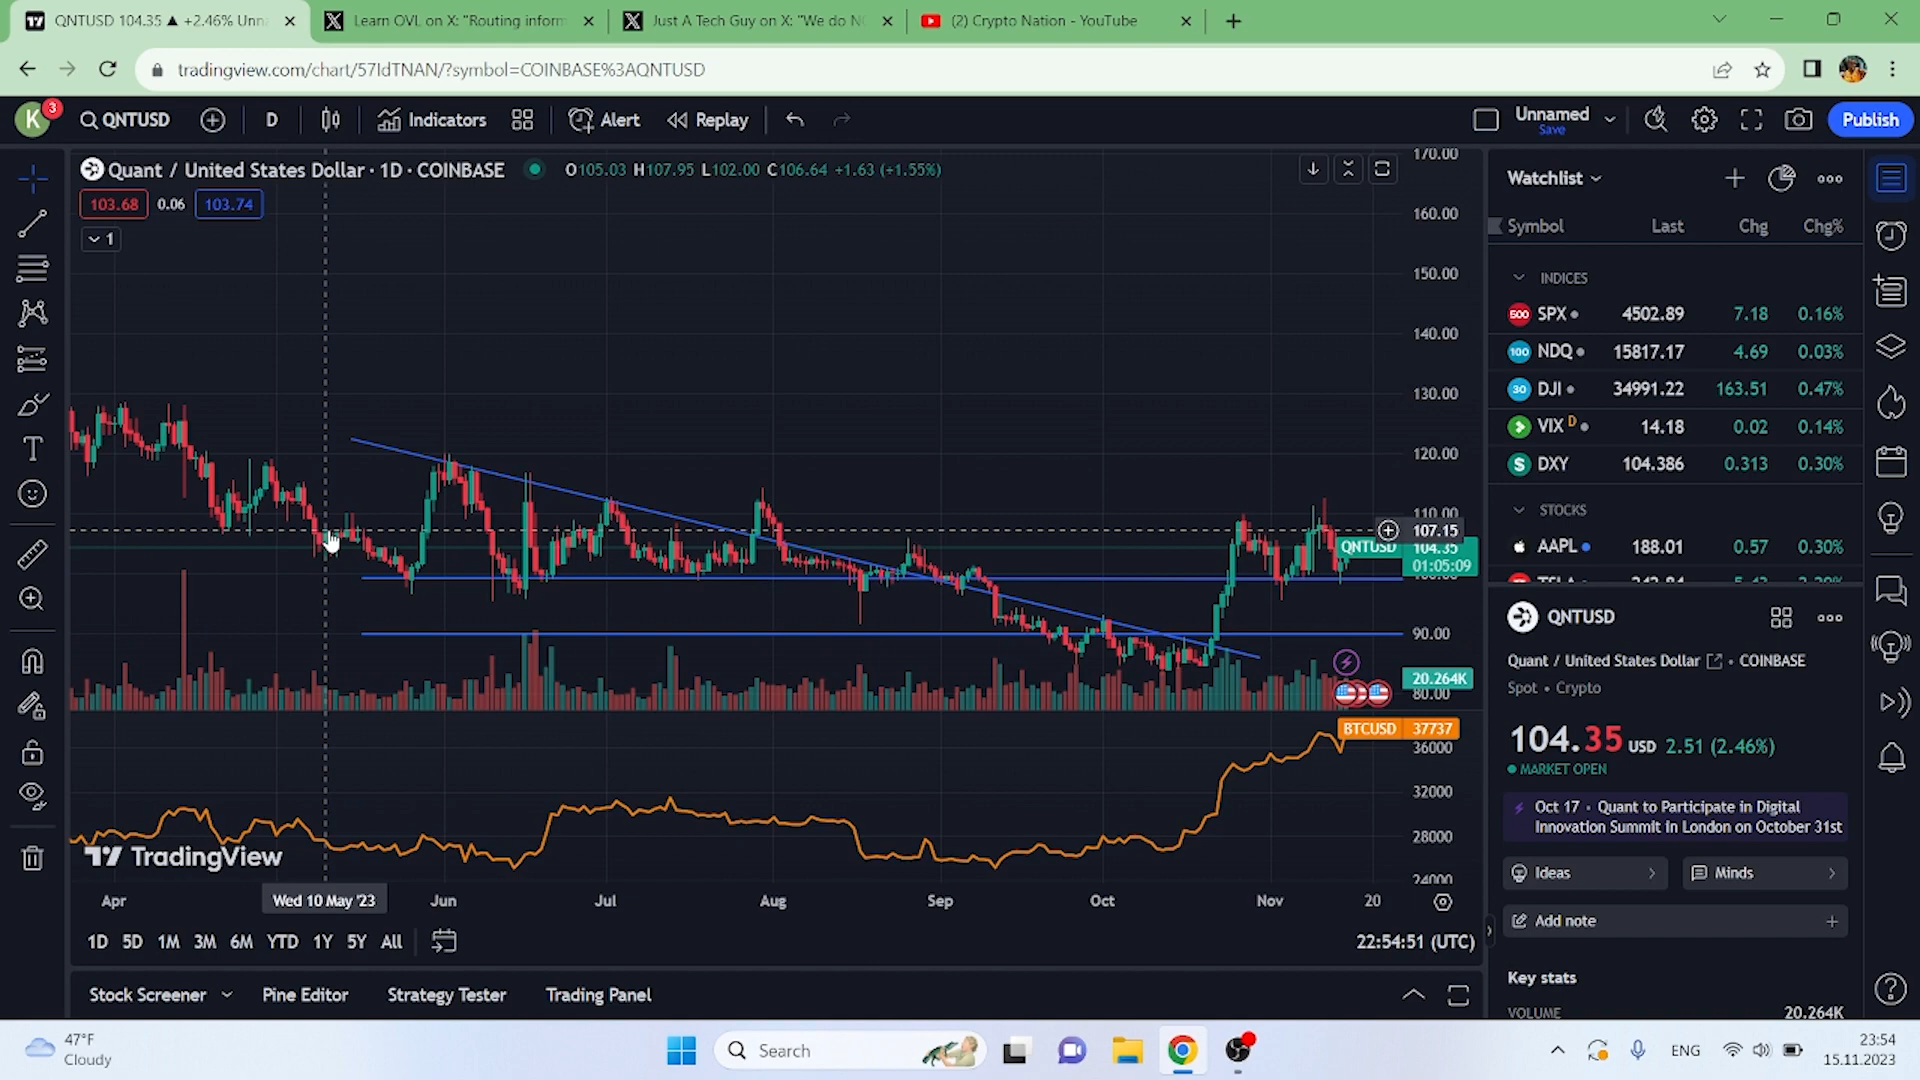 QNTUSD 104.35 ▲ +2.46% Unna
Learn OVL on X: "Routing inform
Just A Tech Guy on X: "We do N
(2) Crypto Nation - YouTube
tradingview.com/chart/57IdTNAN/?symbol=COINBASE%3AQNTUSD
K 3 QNTUSD D Indicators Alert Replay Unnamed Save Publish
Quant / United States Dollar · 1D · COINBASE O105.03 H107.95 L102.00 C106.64 +1.63 (+1.55%)
103.68 0.06 103.74
1
170.00
160.00
150.00
140.00
130.00
120.00
110.00
107.15
QNTUSD 104.35
01:05:09
100.00
90.00
20.264K
80.00
BTCUSD 37737
36000
32000
28000
24000
TradingView
Apr Wed 10 May '23 Jun Jul Aug Sep Oct Nov 20
1D 5D 1M 3M 6M YTD 1Y 5Y All 22:54:51 (UTC)
Stock Screener Pine Editor Strategy Tester Trading Panel
Watchlist
Symbol Last Chg Chg%
INDICES
500 SPX 4502.89 7.18 0.16%
100 NDQ 15817.17 4.69 0.03%
30 DJI 34991.22 163.51 0.47%
VIX D 14.18 0.02 0.14%
$ DXY 104.386 0.313 0.30%
STOCKS
AAPL 188.01 0.57 0.30%
QNTUSD
Quant / United States Dollar • COINBASE
Spot • Crypto
104.35 USD 2.51 (2.46%)
MARKET OPEN
Oct 17 · Quant to Participate in Digital
Innovation Summit in London on October 31st
Ideas Minds
Add note
Key stats
VOLUME 20.264K
47°F
Cloudy
Search
ENG
23:54
15.11.2023